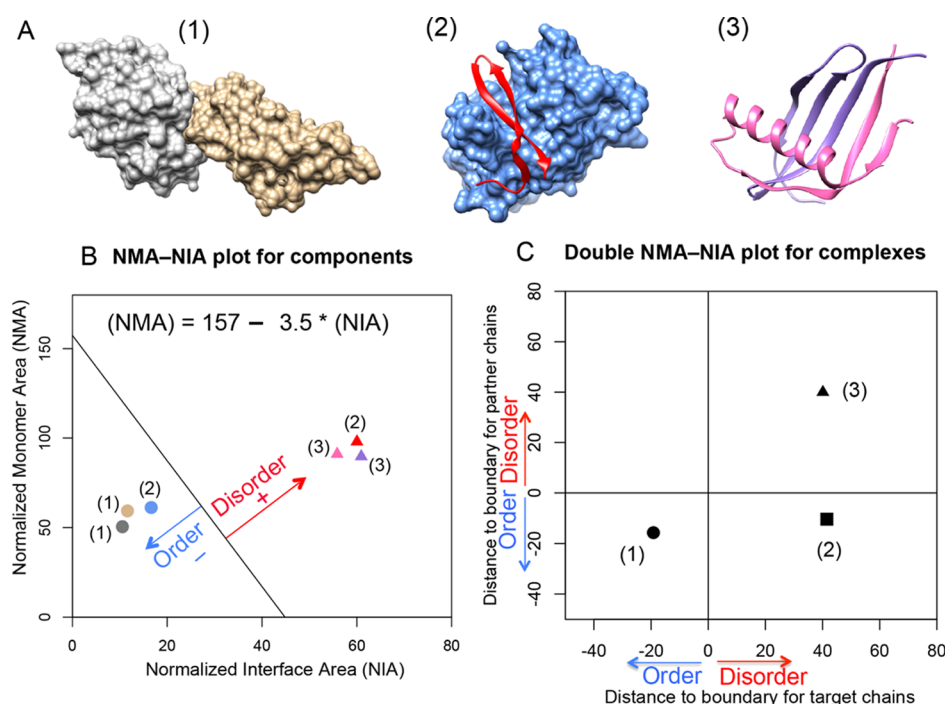 A
(1)
(2)
(3)
B NMA–NIA plot for components
(NMA) = 157 − 3.5 * (NIA)
Normalized Monomer Area (NMA)
150
100
50
0
(2)
(3)
(3)
(1)
(2)
(1)
Disorder
+
Order
−
0 20 40 60 80
Normalized Interface Area (NIA)
C Double NMA–NIA plot for complexes
Distance to boundary for partner chains
Order Disorder
80
60
40
20
0
-20
-40
(3)
(1)
(2)
-40 -20 0 20 40 60 80
Order Disorder
Distance to boundary for target chains